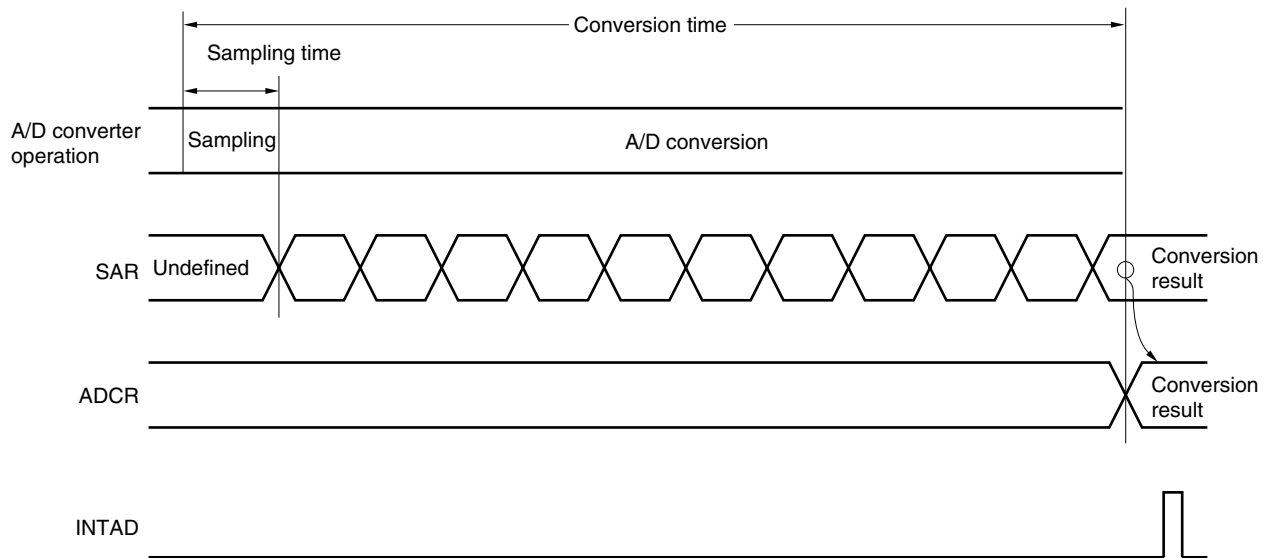 Conversion time
Sampling time
A/D converter
operation
Sampling
A/D conversion
SAR
Undefined
Conversion
result
ADCR
Conversion
result
INTAD